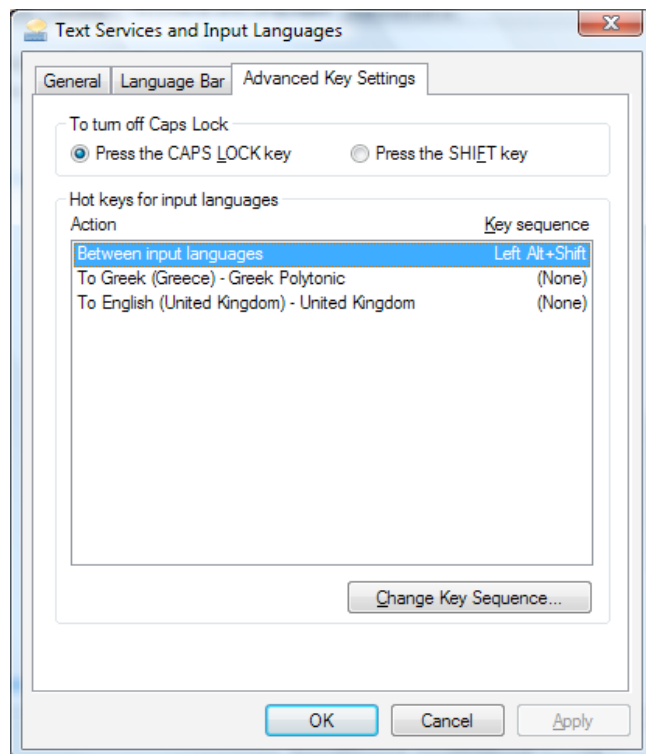 Text Services and Input Languages
General Language Bar Advanced Key Settings
To turn off Caps Lock
Press the CAPS LOCK key Press the SHIFT key
Hot keys for input languages
Action Key sequence
Between input languages Left Alt+Shift
To Greek (Greece) - Greek Polytonic (None)
To English (United Kingdom) - United Kingdom (None)
Change Key Sequence...
OK Cancel Apply